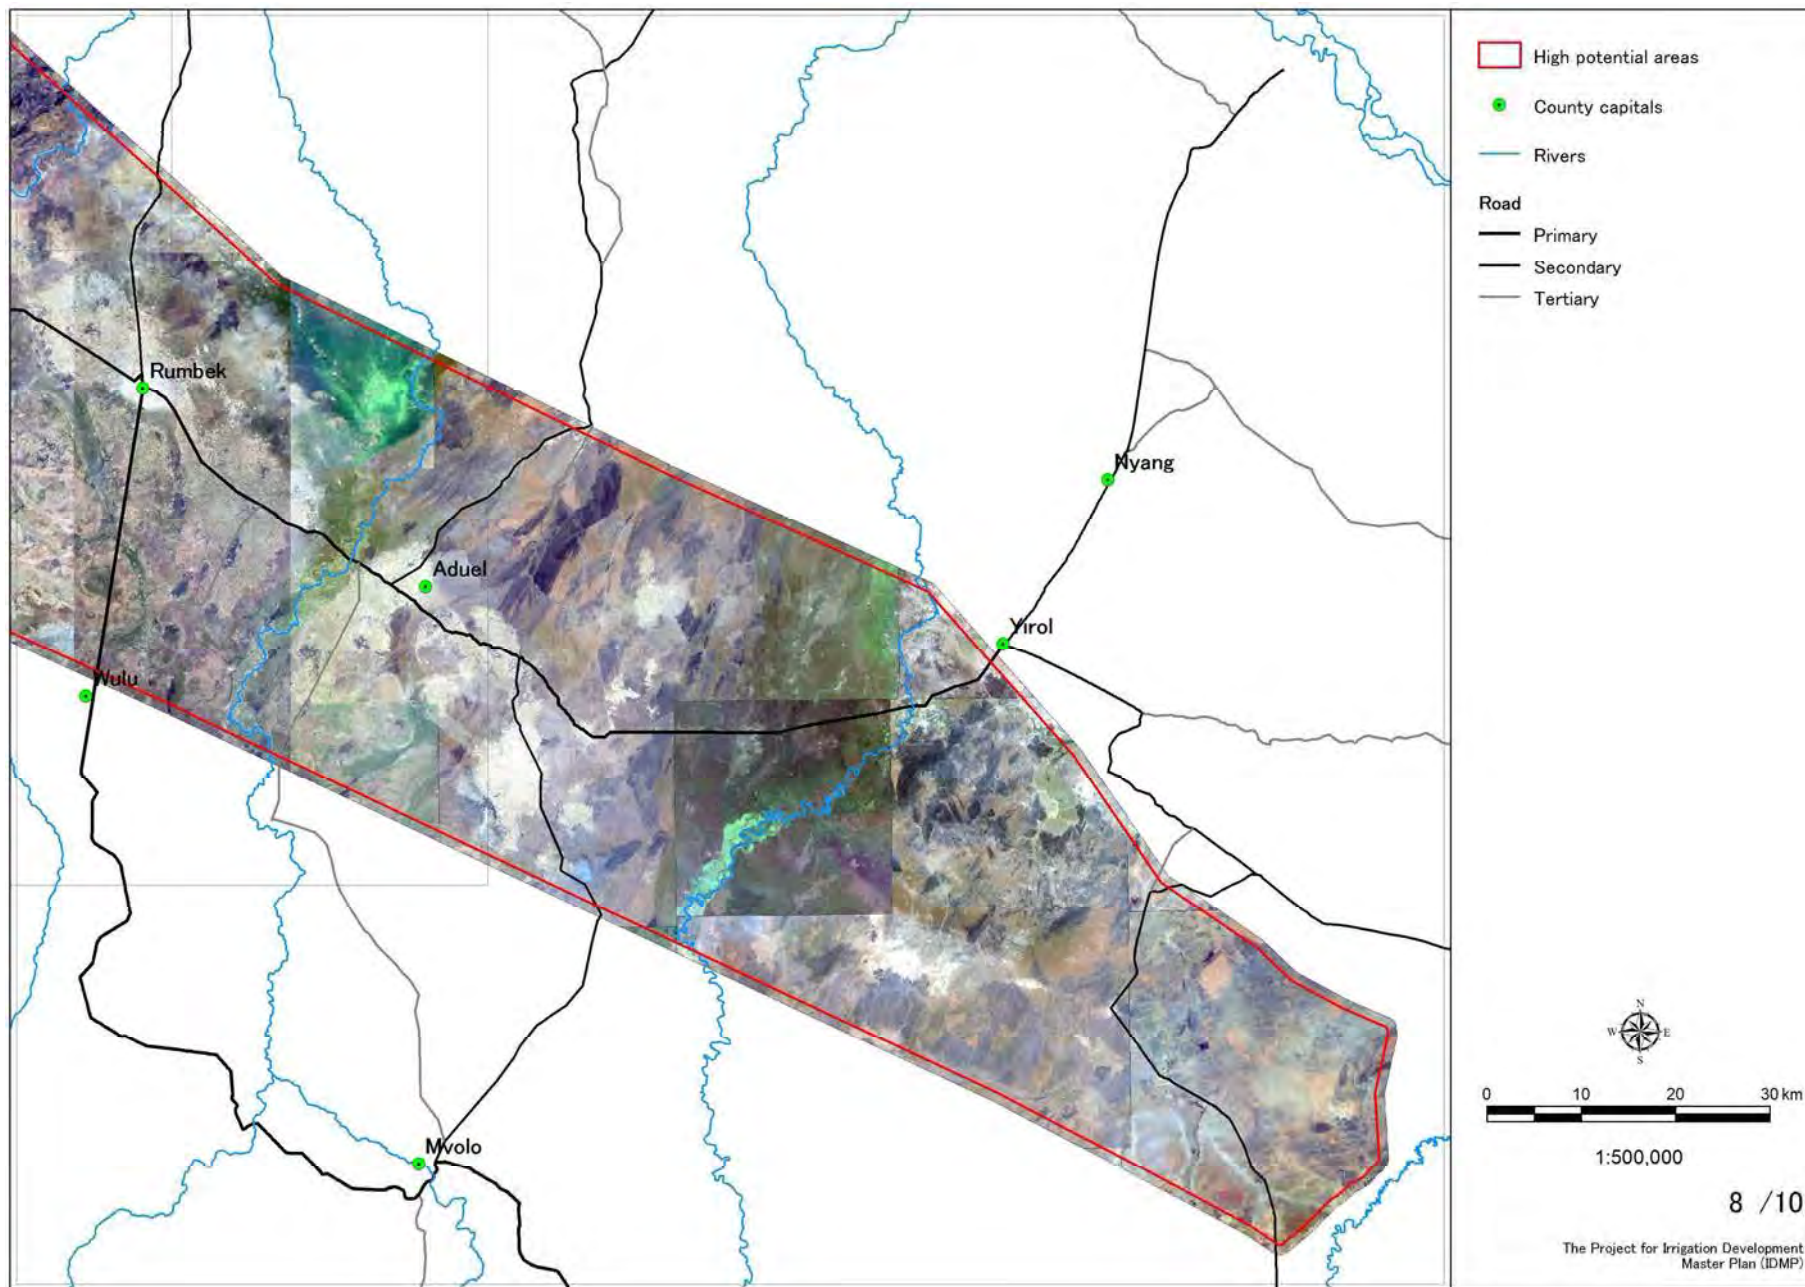 Rumbek
Aduel
Wulu
Nyang
Yirol
Mvolo
High potential areas
County capitals
Rivers
Road
Primary
Secondary
Tertiary
N
W E
S
0 10 20 30 km
1:500,000
8 /10
The Project for Irrigation Development
Master Plan (IDMP)